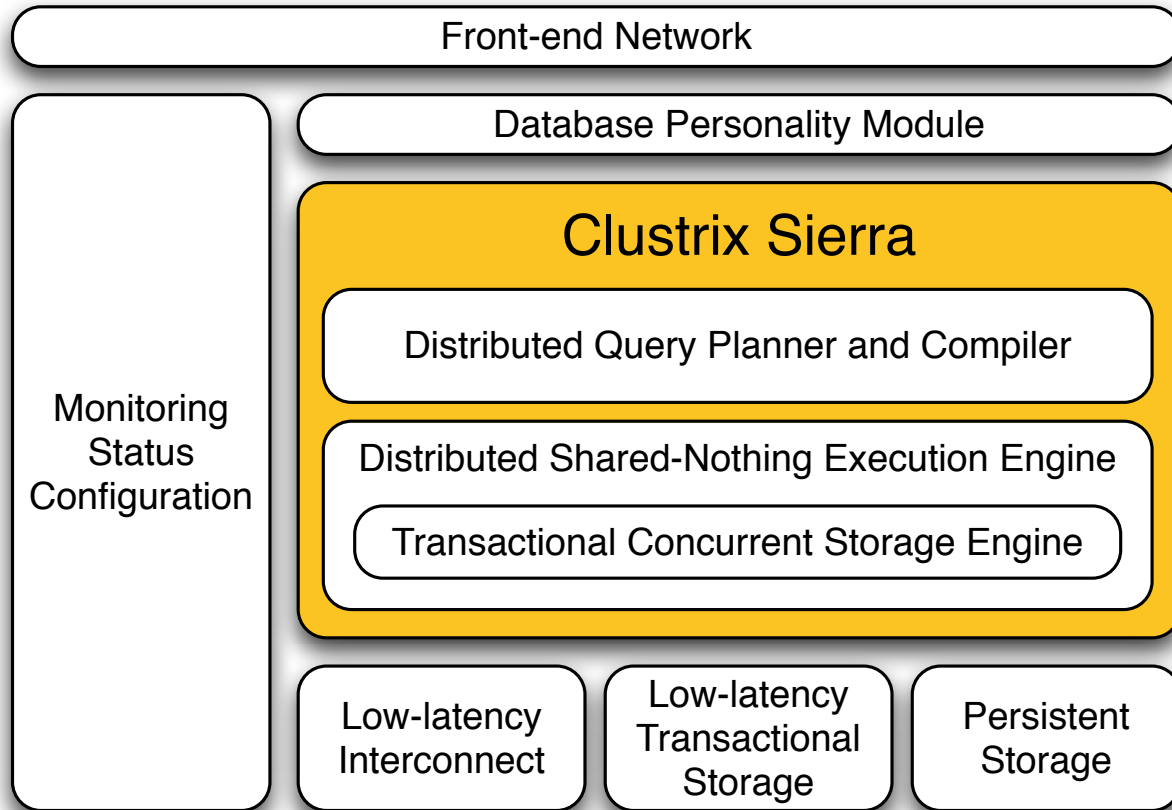 Front-end Network
Database Personality Module
Clustrix Sierra
Distributed Query Planner and Compiler
Monitoring
Status
Configuration
Distributed Shared-Nothing Execution Engine
Transactional Concurrent Storage Engine
Low-latency
Interconnect
Low-latency
Transactional
Storage
Persistent
Storage